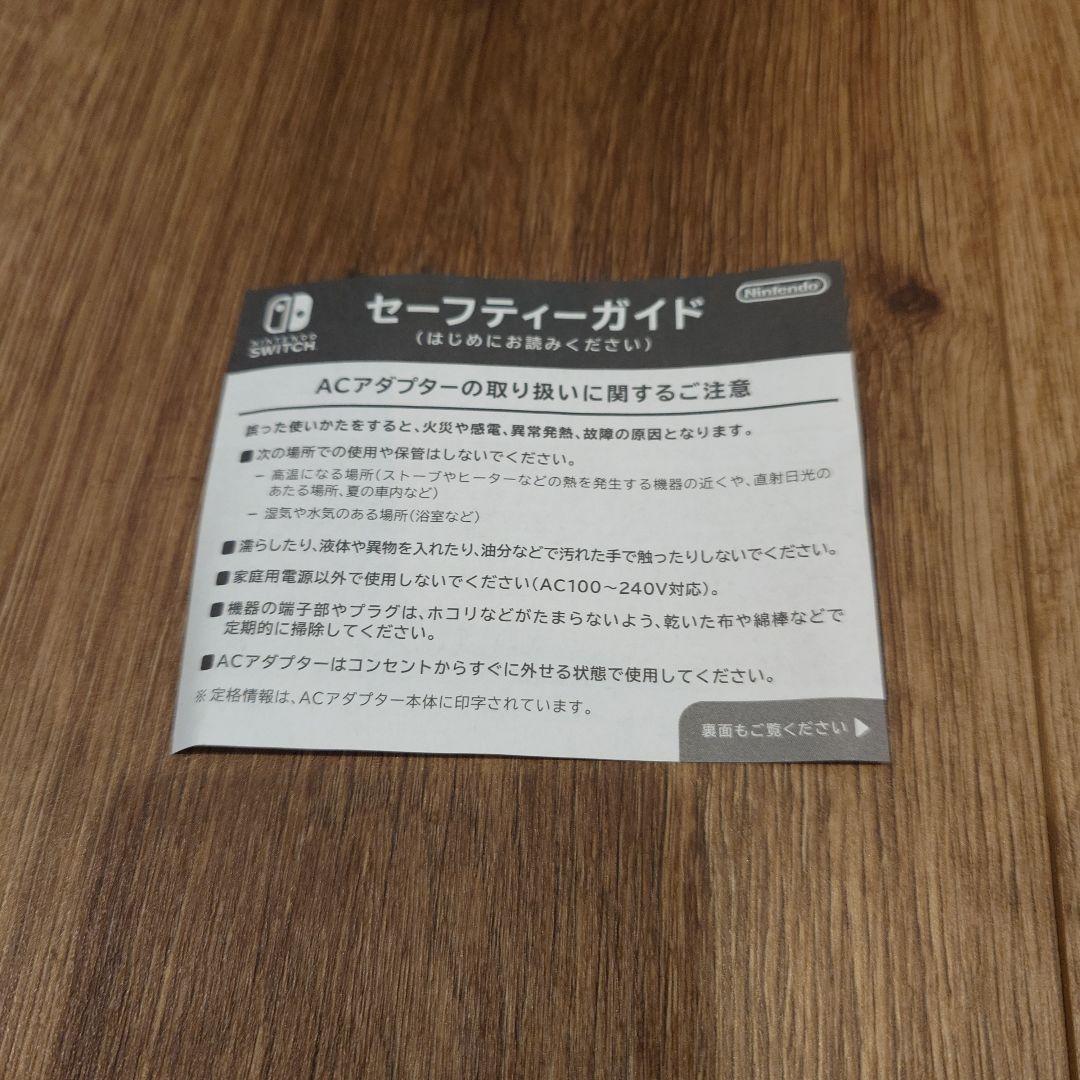 NINTENDO
SWITCH
セーフティーガイド
(はじめにお読みください)
Nintendo
ACアダプターの取り扱いに関するご注意
誤った使いかたをすると、火災や感電、異常発熱、故障の原因となります。
■次の場所での使用や保管はしないでください。
– 高温になる場所(ストーブやヒーターなどの熱を発生する機器の近くや、直射日光の
あたる場所、夏の車内など)
– 湿気や水気のある場所(浴室など)
■濡らしたり、液体や異物を入れたり、油分などで汚れた手で触ったりしないでください。
■家庭用電源以外で使用しないでください(AC100～240V対応)。
■機器の端子部やプラグは、ホコリなどがたまらないよう、乾いた布や綿棒などで
定期的に掃除してください。
■ACアダプターはコンセントからすぐに外せる状態で使用してください。
※定格情報は、ACアダプター本体に印字されています。
裏面もご覧ください▶